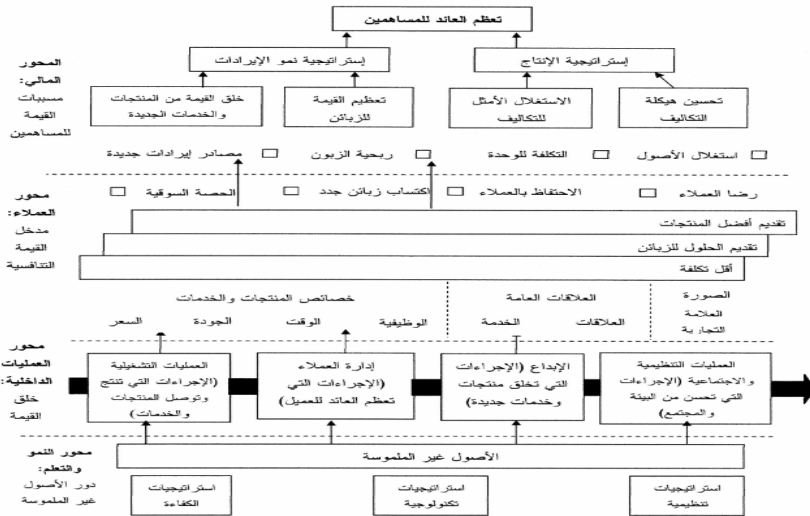 تعظم العائد للمساهمين
المحور
المالي:
مسببات
القيمة
للمساهمين
إستراتيجية الإنتاج
إستراتيجية نمو الإيرادات
تحسين هيكلة
التكاليف
الاستغلال الأمثل
للتكاليف
تعظيم القيمة
للزبائن
خلق القيمة من المنتجات
والخدمات الجديدة
استغلال الأصول
التكلفة للوحدة
ربحية الزبون
مصادر إيرادات جديدة
محور
العملاء:
مدخل
القيمة
التنافسية
رضا العملاء
الاحتفاظ بالعملاء
اكتساب زبائن جدد
الحصة السوقية
تقديم أفضل المنتجات
تقديم الحلول للزبائن
أقل تكلفة
الصورة
العلامة
التجارية
العلاقات العامة
العلاقات
الخدمة
خصائص المنتجات والخدمات
الوظيفية
الوقت
الجودة
السعر
محور
العمليات
الداخلية:
خلق
القيمة
العمليات التنظيمية
والاجتماعية (الإجراءات
التي تحسن من البيئة
والمجتمع)
الإبداع (الإجراءات
التي تخلق منتجات
وخدمات جديدة)
إدارة العملاء
(الإجراءات التي
تعظم العائد للعميل)
العمليات التشغيلية
(الإجراءات التي تنتج
وتوصل المنتجات
والخدمات)
محور النمو
والتعلم:
دور الأصول
غير الملموسة
الأصول غير الملموسة
استراتيجيات
تنظيمية
استراتيجيات
تكنولوجية
استراتيجيات
الكفاءة